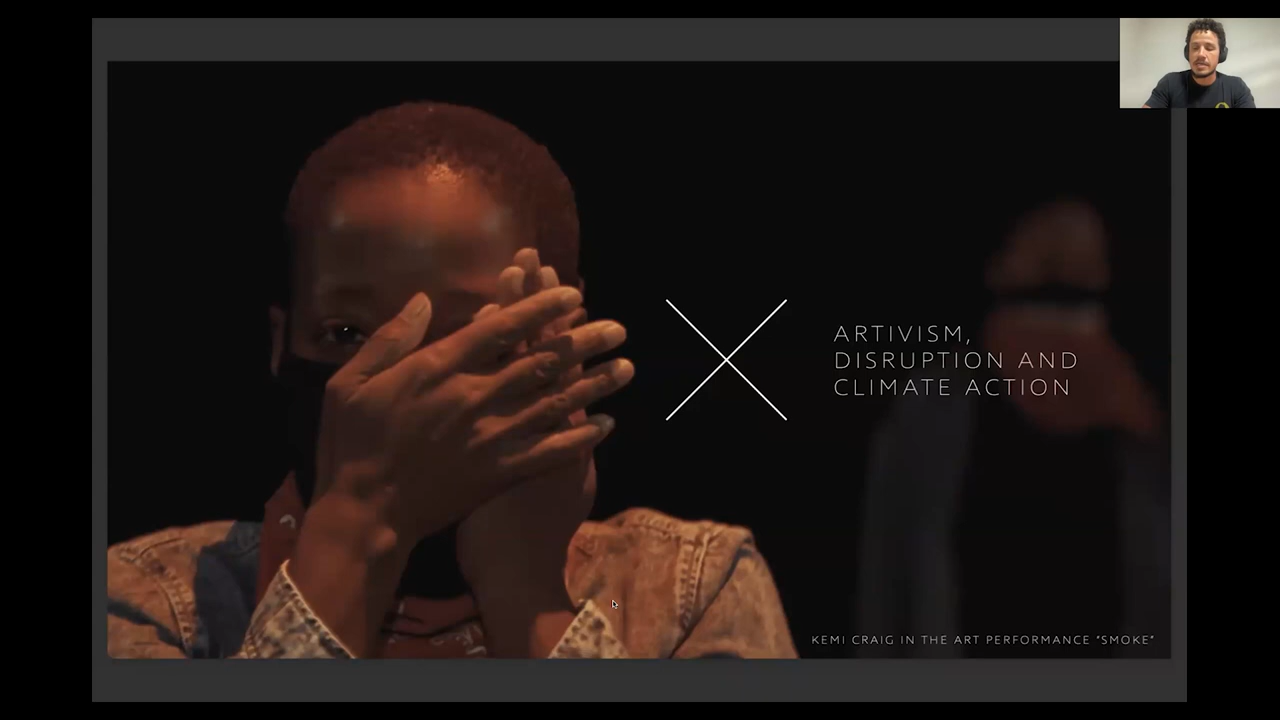 ARTIVISM,
DISRUPTION AND
CLIMATE ACTION
KEMI CRAIG IN THE ART PERFORMANCE “SMOKE”